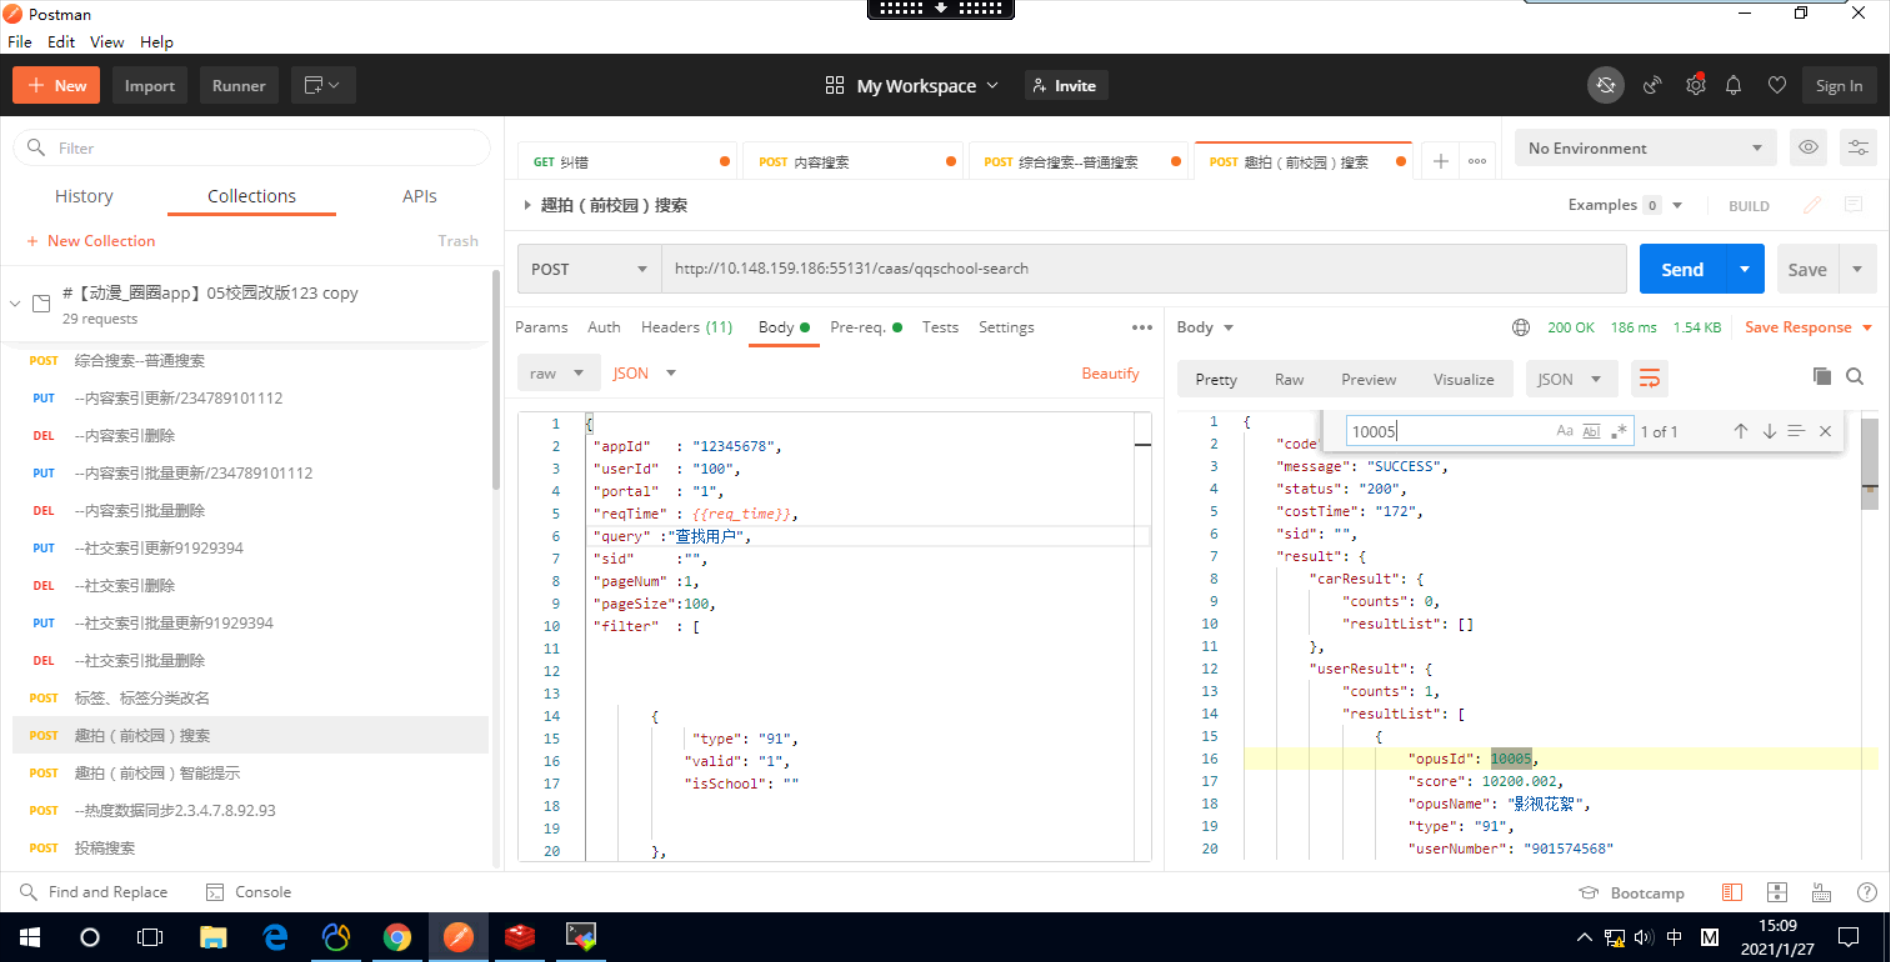 Postman
File Edit View Help
New Import Runner My Workspace Invite Sign In
Filter
History Collections APIs
+ New Collection Trash
#【动漫_圈圈app】05校园改版123 copy
29 requests
POST 综合搜索--普通搜索
PUT --内容索引更新/234789101112
DEL --内容索引删除
PUT --内容索引批量更新/234789101112
DEL --内容索引批量删除
PUT --社交索引更新91929394
DEL --社交索引删除
PUT --社交索引批量更新91929394
DEL --社交索引批量删除
POST 标签、标签分类改名
POST 趣拍（前校园）搜索
POST 趣拍（前校园）智能提示
POST --热度数据同步2.3.4.7.8.92.93
POST 投稿搜索
GET 纠错 POST 内容搜索 POST 综合搜索--普通搜索 POST 趣拍（前校园）搜索
No Environment
趣拍（前校园）搜索 Examples 0 BUILD
POST http://10.148.159.186:55131/caas/qqschool-search Send Save
Params Auth Headers (11) Body Pre-req. Tests Settings
raw JSON Beautify
1 {
2 "appId" : "12345678",
3 "userId" : "100",
4 "portal" : "1",
5 "reqTime" : {{req_time}},
6 "query" :"查找用户",
7 "sid" :"",
8 "pageNum" :1,
9 "pageSize":100,
10 "filter" : [
11
12
13
14 {
15 "type": "91",
16 "valid": "1",
17 "isSchool": ""
18
19
20 },
Body 200 OK 186 ms 1.54 KB Save Response
Pretty Raw Preview Visualize JSON
10005 Aa Abl .* 1 of 1
1 {
2 "code"
3 "message": "SUCCESS",
4 "status": "200",
5 "costTime": "172",
6 "sid": "",
7 "result": {
8 "carResult": {
9 "counts": 0,
10 "resultList": []
11 },
12 "userResult": {
13 "counts": 1,
14 "resultList": [
15 {
16 "opusId": 10005,
17 "score": 10200.002,
18 "opusName": "影视花絮",
19 "type": "91",
20 "userNumber": "901574568"
Find and Replace Console Bootcamp
中 M 15:09
2021/1/27